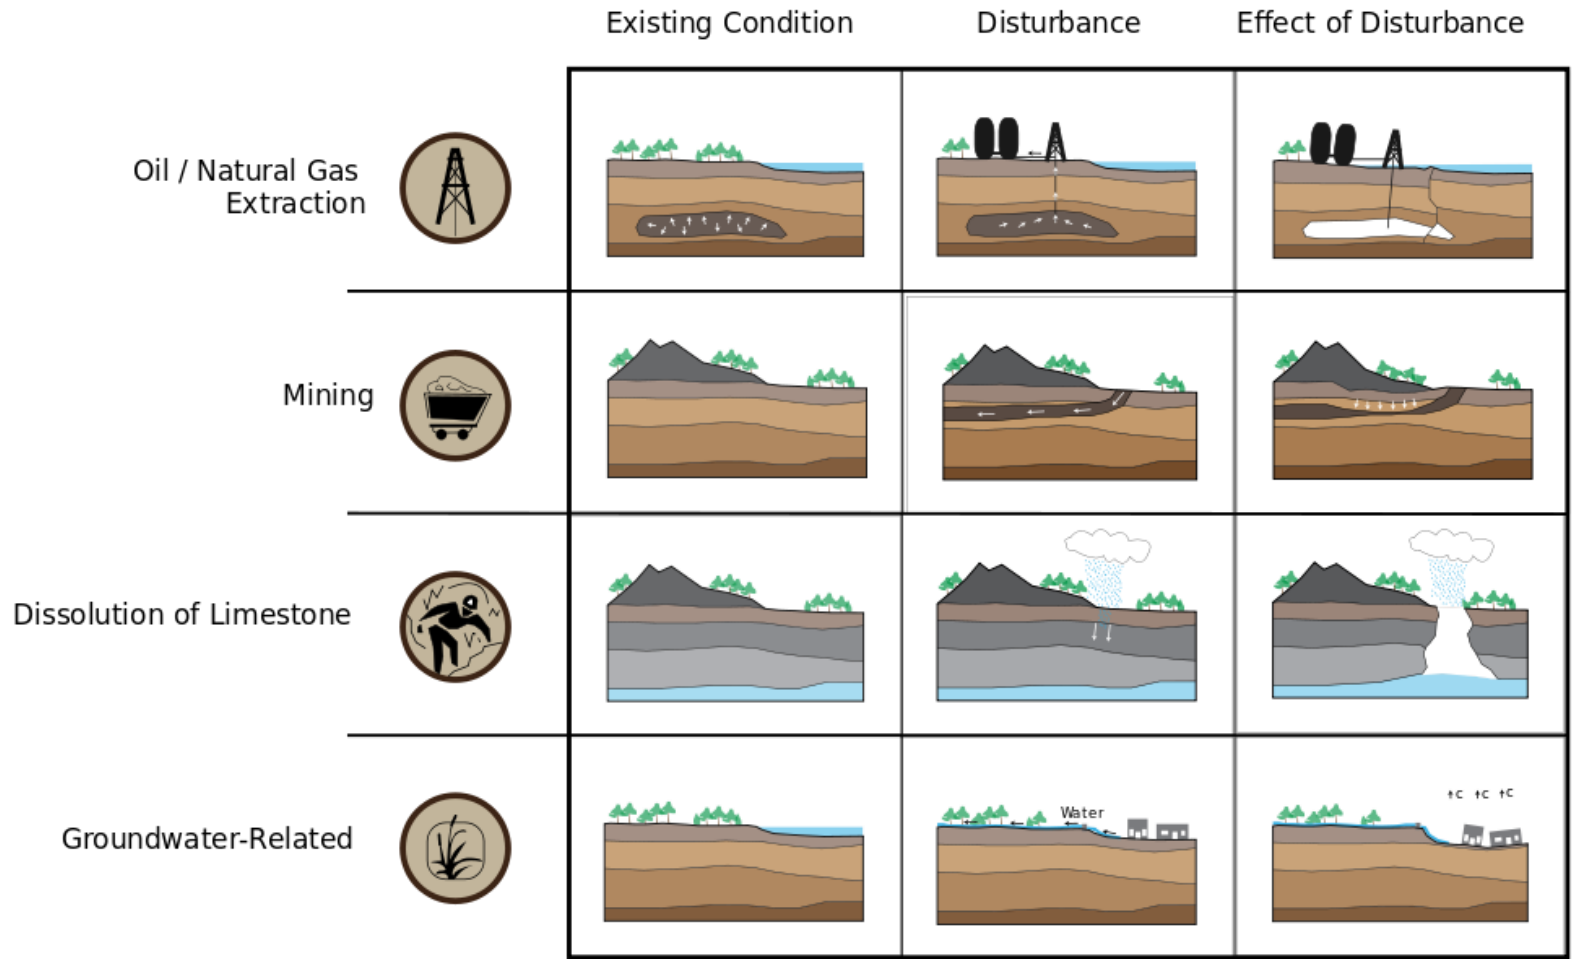 Existing Condition
Disturbance
Effect of Disturbance
Oil / Natural Gas
Extraction
Mining
Dissolution of Limestone
Groundwater-Related
Water
↑c ↑c ↑c